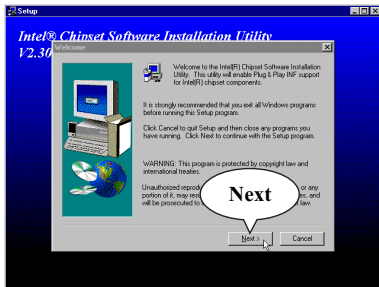 Setup
Intel® Chipset Software Installation Utility
V2.30
Welcome
Welcome to the Intel(R) Chipset Software Installation
Utility. This utility will enable Plug & Play INF support
for Intel(R) chipset components.
It is strongly recommended that you exit all Windows programs
before running this Setup program.
Click Cancel to quit Setup and then close any programs you
have running. Click Next to continue with the Setup program.
WARNING: This program is protected by copyright law and
international treaties.
Unauthorized or any
portion of it, may and
will be prosecuted to law.
Next
Next >
Cancel